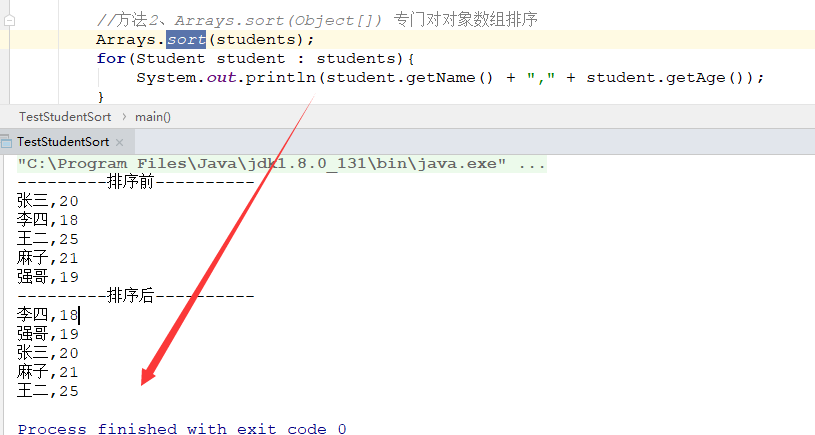 //方法2、Arrays.sort(Object[]) 专门对对象数组排序
Arrays.sort(students);
for(Student student : students){
System.out.println(student.getName() + "," + student.getAge());
}
TestStudentSort main()
TestStudentSort ×
"C:\Program Files\Java\jdk1.8.0_131\bin\java.exe" ...
---------排序前----------
张三,20
李四,18
王二,25
麻子,21
强哥,19
---------排序后----------
李四,18
强哥,19
张三,20
麻子,21
王二,25
Process finished with exit code 0